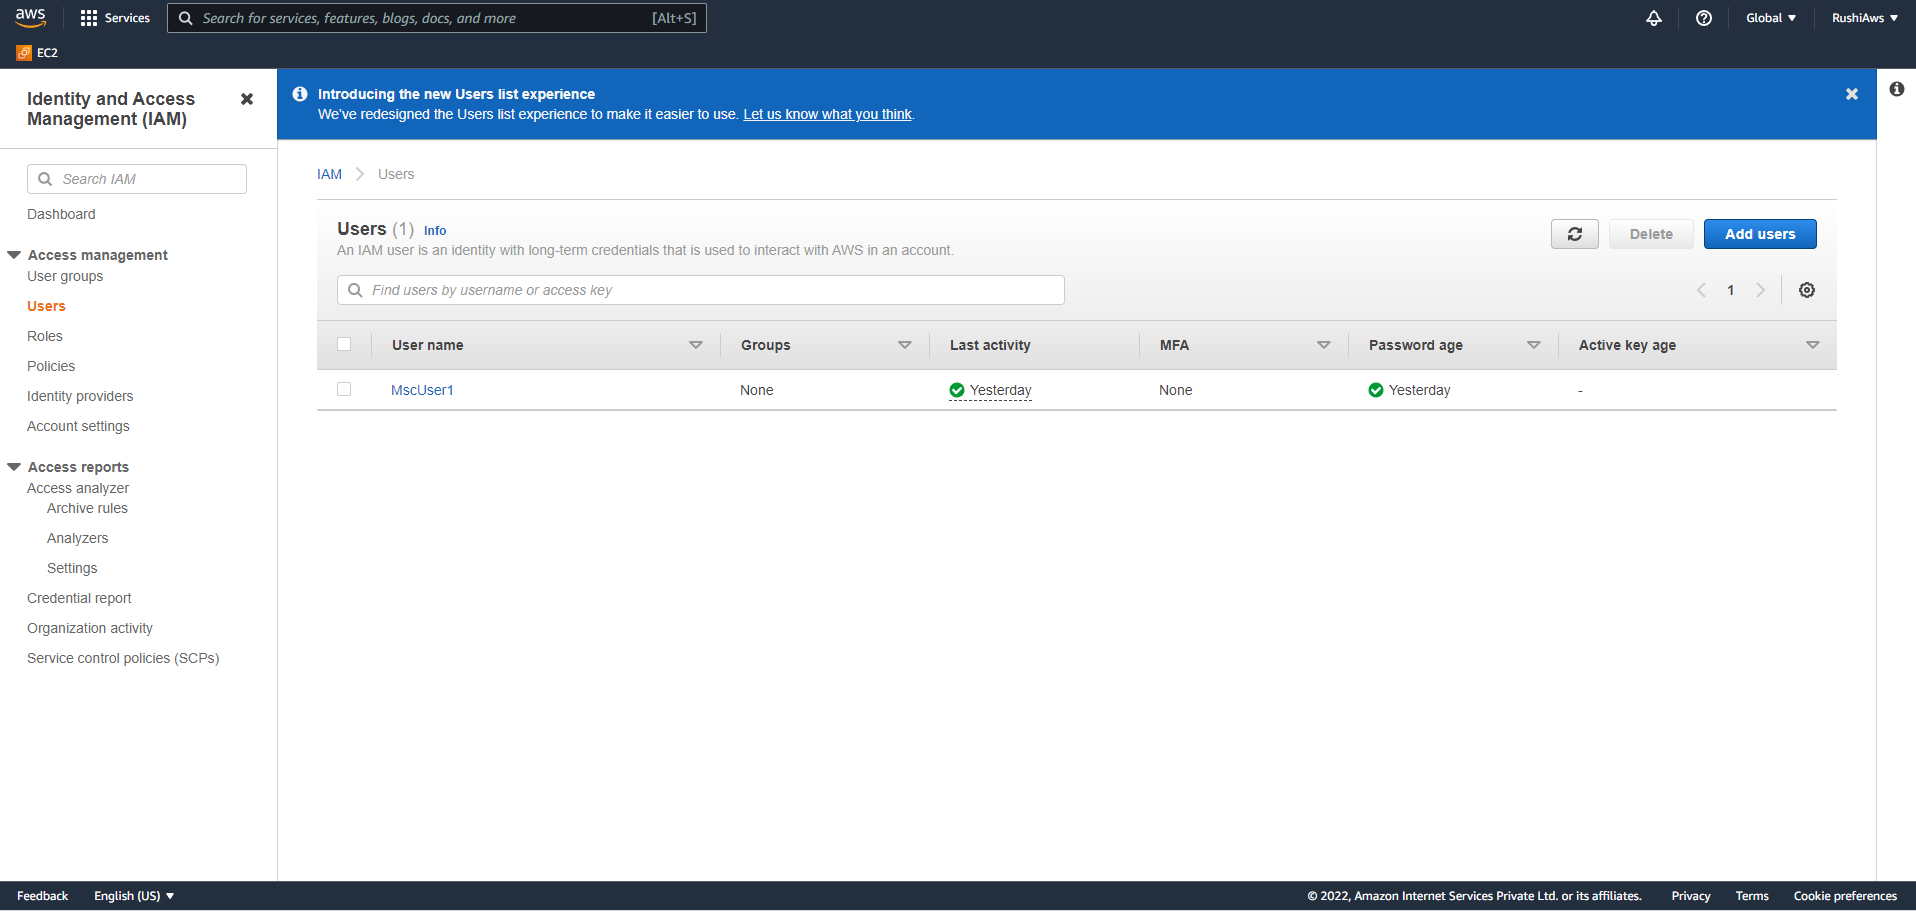 aws
Services
Search for services, features, blogs, docs, and more [Alt+S]
Global
RushiAws
EC2
Identity and Access
Management (IAM)
Search IAM
Dashboard
Access management
User groups
Users
Roles
Policies
Identity providers
Account settings
Access reports
Access analyzer
Archive rules
Analyzers
Settings
Credential report
Organization activity
Service control policies (SCPs)
Introducing the new Users list experience
We've redesigned the Users list experience to make it easier to use. Let us know what you think.
IAM > Users
Users (1) Info
An IAM user is an identity with long-term credentials that is used to interact with AWS in an account.
Delete
Add users
Find users by username or access key
1
User name Groups Last activity MFA Password age Active key age
MscUser1 None Yesterday None Yesterday -
Feedback English (US) © 2022, Amazon Internet Services Private Ltd. or its affiliates. Privacy Terms Cookie preferences